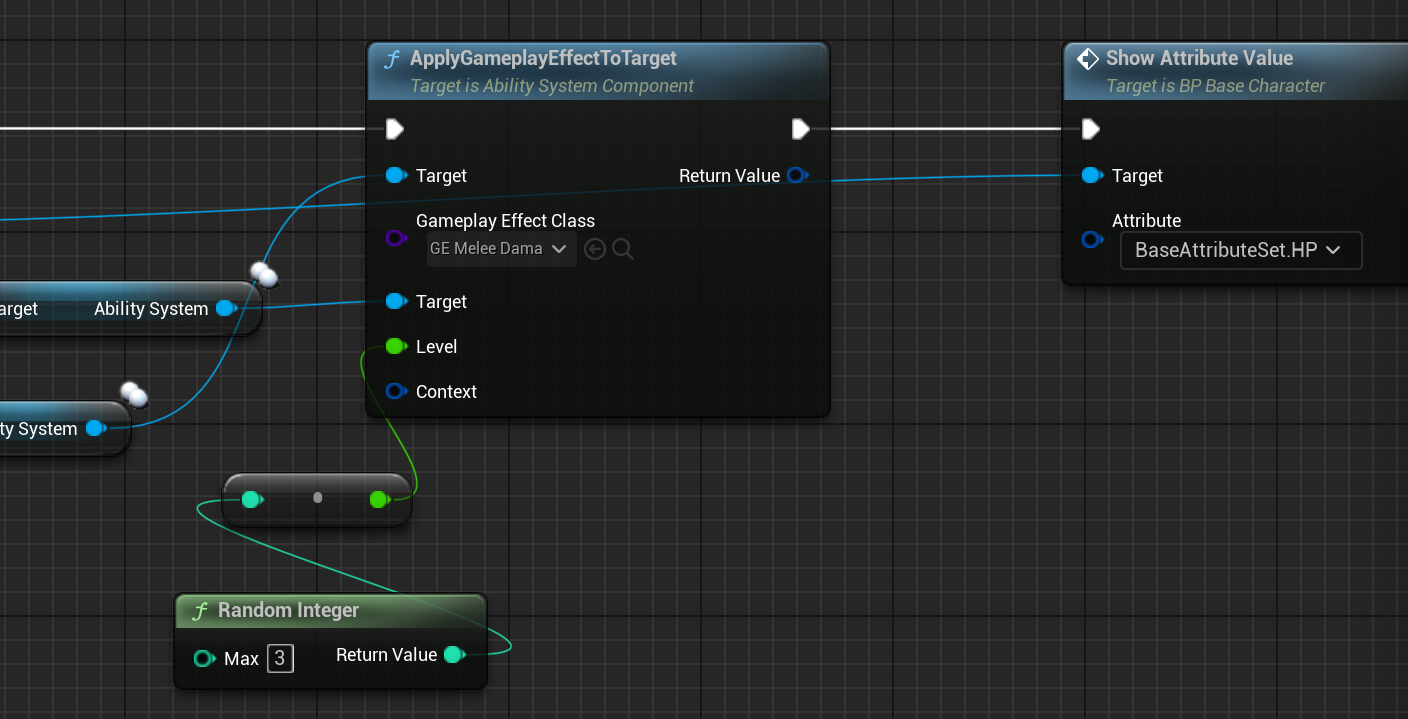 ApplyGameplayEffectToTarget
Target is Ability System Component
Target
Return Value
Gameplay Effect Class
GE Melee Dama
Target
Level
Context
Show Attribute Value
Target is BP Base Character
Target
Attribute
BaseAttributeSet.HP
arget
Ability System
ty System
Random Integer
Max 3
Return Value